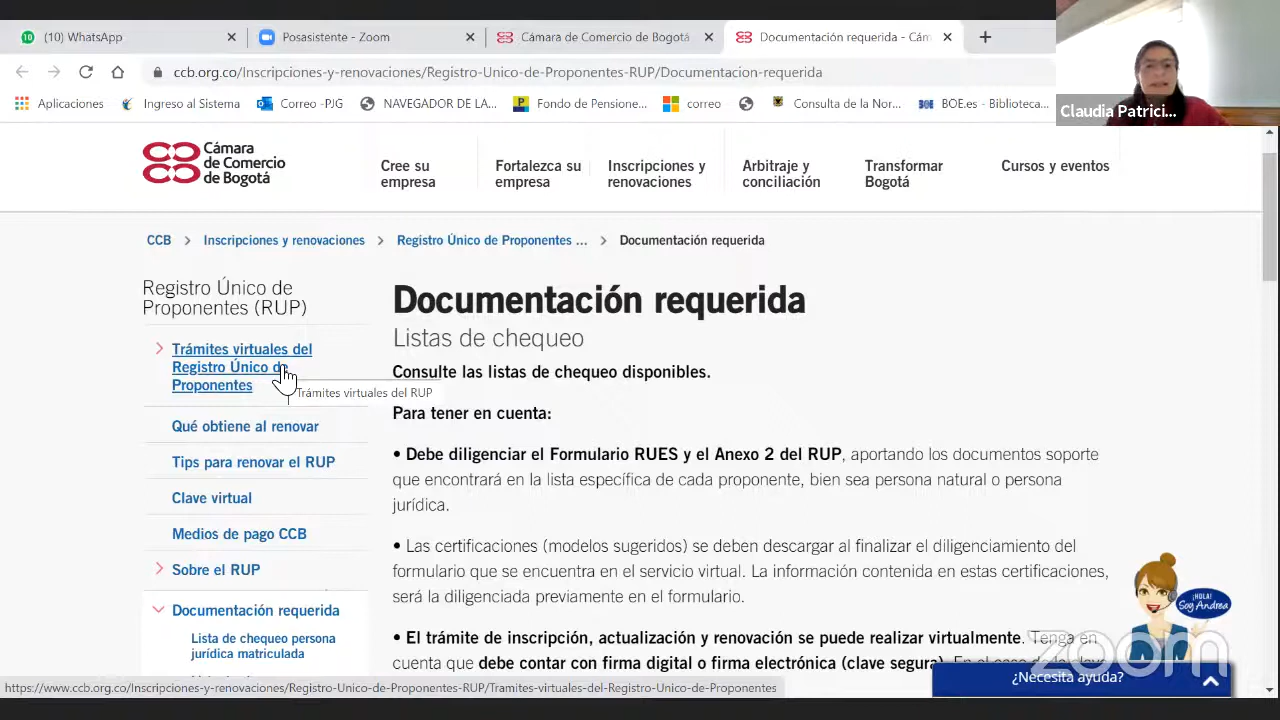 (10) WhatsApp
Posasistente - Zoom
Cámara de Comercio de Bogotá
Documentación requerida - Cám
ccb.org.co/Inscripciones-y-renovaciones/Registro-Unico-de-Proponentes-RUP/Documentacion-requerida
Aplicaciones
Ingreso al Sistema
Correo -PJG
NAVEGADOR DE LA...
Fondo de Pensione...
correo
Consulta de la Nor...
BOE.es - Biblioteca...
Claudia Patrici...
Cámara
de Comercio
de Bogotá
Cree su
empresa
Fortalezca su
empresa
Inscripciones y
renovaciones
Arbitraje y
conciliación
Transformar
Bogotá
Cursos y eventos
CCB > Inscripciones y renovaciones > Registro Único de Proponentes ... > Documentación requerida
Registro Único de
Proponentes (RUP)
Trámites virtuales del
Registro Único de
Proponentes
Trámites virtuales del RUP
Qué obtiene al renovar
Tips para renovar el RUP
Clave virtual
Medios de pago CCB
Sobre el RUP
Documentación requerida
Lista de chequeo persona
jurídica matriculada
Documentación requerida
Listas de chequeo
Consulte las listas de chequeo disponibles.
Para tener en cuenta:
• Debe diligenciar el Formulario RUES y el Anexo 2 del RUP, aportando los documentos soporte
que encontrará en la lista específica de cada proponente, bien sea persona natural o persona
jurídica.
• Las certificaciones (modelos sugeridos) se deben descargar al finalizar el diligenciamiento del
formulario que se encuentra en el servicio virtual. La información contenida en estas certificaciones,
será la diligenciada previamente en el formulario.
• El trámite de inscripción, actualización y renovación se puede realizar virtualmente. Tenga en
cuenta que debe contar con firma digital o firma electrónica (clave segura). En el caso de la clave
¡HOLA!
Soy Andrea
zoom
¿Necesita ayuda?
https://www.ccb.org.co/Inscripciones-y-renovaciones/Registro-Unico-de-Proponentes-RUP/Tramites-virtuales-del-Registro-Unico-de-Proponentes